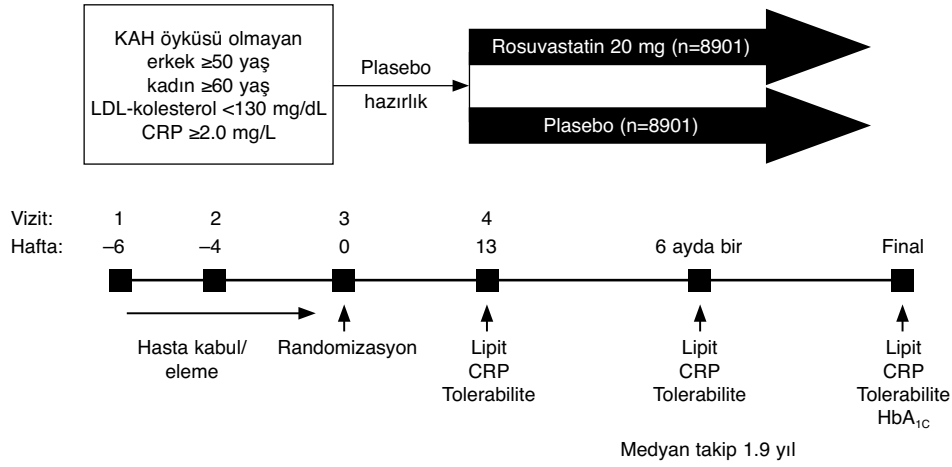 KAH öyküsü olmayan
erkek ≥50 yaş
kadın ≥60 yaş
LDL-kolesterol <130 mg/dL
CRP ≥2.0 mg/L
Plasebo
hazırlık
Rosuvastatin 20 mg (n=8901)
Plasebo (n=8901)
Vizit: 1 2 3 4
Hafta: –6 –4 0 13 6 ayda bir Final
Hasta kabul/
eleme
Randomizasyon
Lipit
CRP
Tolerabilite
Lipit
CRP
Tolerabilite
Lipit
CRP
Tolerabilite
HbA1C
Medyan takip 1.9 yıl